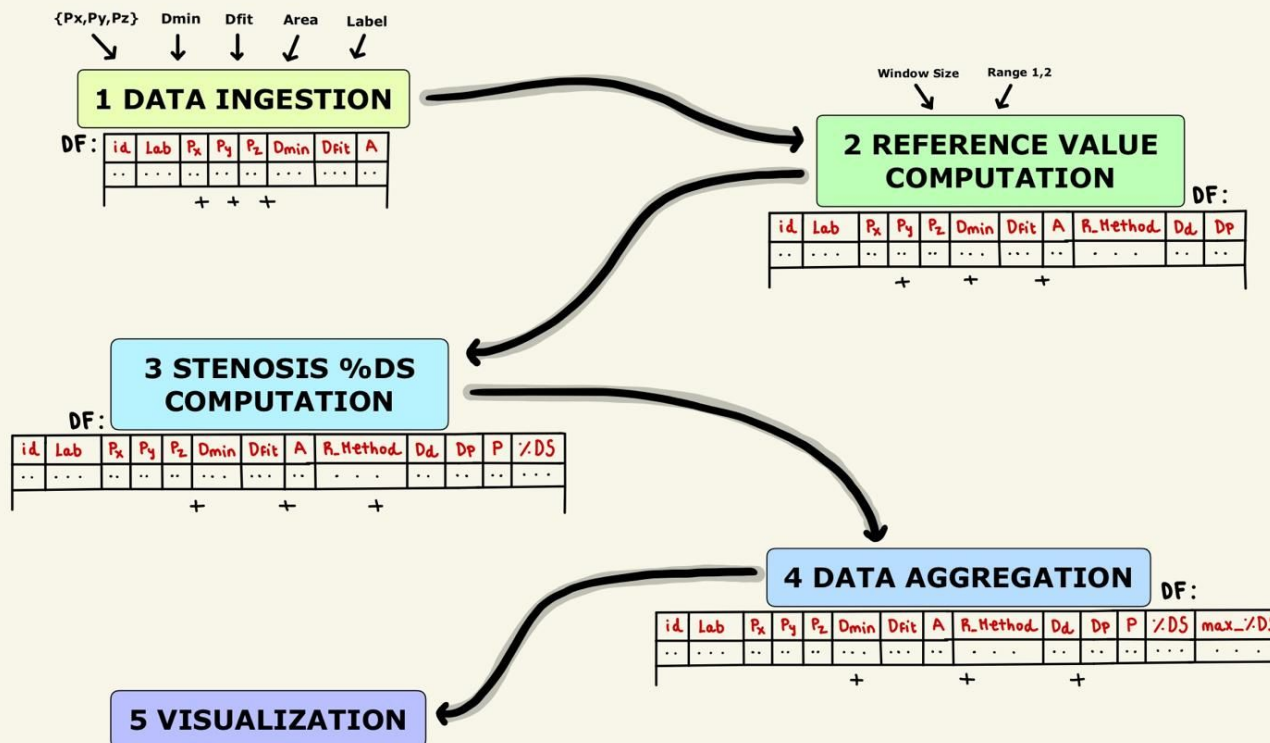 {Px,Py,Pz} Dmin Dfit Area Label
1 DATA INGESTION
DF:
id Lab Px Py Pz Dmin Dfit A
.. ... .. .. .. ... ... ..
+ + +
Window Size Range 1,2
2 REFERENCE VALUE
COMPUTATION
DF:
id Lab Px Py Pz Dmin Dfit A R_Method Dd Dp
.. ... .. .. .. ... ... .. . . . .. ..
+ + +
3 STENOSIS %DS
COMPUTATION
DF:
id Lab Px Py Pz Dmin Dfit A R_Method Dd Dp P %DS
.. ... .. .. .. ... ... .. . . . .. .. .. ...
+ + +
4 DATA AGGREGATION
DF:
id Lab Px Py Pz Dmin Dfit A R_Method Dd Dp P %DS max_%DS
.. ... .. .. .. ... ... .. . . . .. .. .. ... . . .
+ + +
5 VISUALIZATION